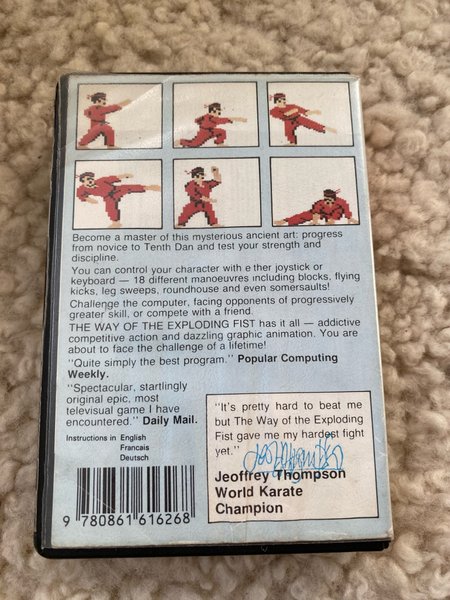 Become a master of this mysterious ancient art: progress
from novice to Tenth Dan and test your strength and
discipline.
You can control your character with e ther joystick or
keyboard — 18 different manoeuvres including blocks, flying
kicks, leg sweeps, roundhouse and even somersaults!
Challenge the computer, facing opponents of progressively
greater skill, or compete with a friend.
THE WAY OF THE EXPLODING FIST has it all — addictive
competitive action and dazzling graphic animation. You are
about to face the challenge of a lifetime!
"Quite simply the best program." Popular Computing
Weekly.
"Spectacular, startlingly
original epic, most
televisual game I have
encountered." Daily Mail.
Instructions in English
Francais
Deutsch
9 780861 616268
"It's pretty hard to beat me
but The Way of the Exploding
Fist gave me my hardest fight
yet."
Jeoffrey Thompson
World Karate
Champion